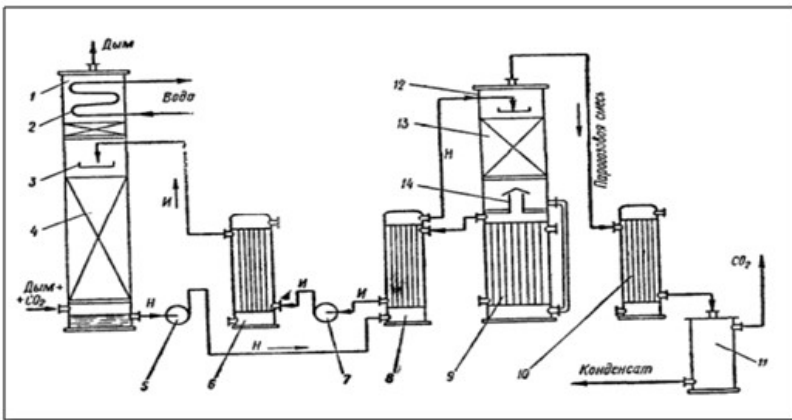 Дым
1
Вода
2
3
И
4
Дым+
+CO₂
Н
5
Н
6
И
7
И
8
Н
12
13
14
9
Парогазовая смесь
10
CO₂
11
Конденсат